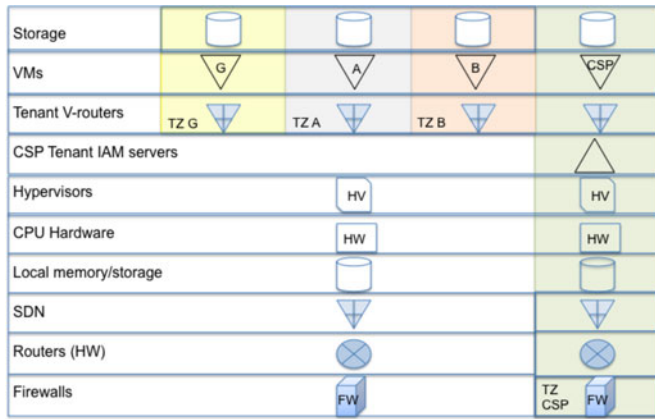 Storage
VMs G A B CSP
Tenant V-routers TZ G TZ A TZ B
CSP Tenant IAM servers
Hypervisors HV HV
CPU Hardware HW HW
Local memory/storage
SDN
Routers (HW)
Firewalls FW TZ CSP FW